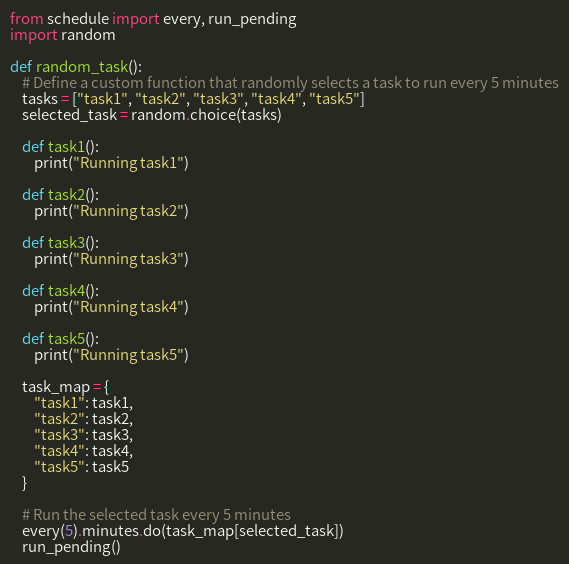 from schedule import every, run_pending
import random

def random_task():
    # Define a custom function that randomly selects a task to run every 5 minutes
    tasks = ["task1", "task2", "task3", "task4", "task5"]
    selected_task = random.choice(tasks)

    def task1():
        print("Running task1")

    def task2():
        print("Running task2")

    def task3():
        print("Running task3")

    def task4():
        print("Running task4")

    def task5():
        print("Running task5")

    task_map = {
        "task1": task1,
        "task2": task2,
        "task3": task3,
        "task4": task4,
        "task5": task5
    }

    # Run the selected task every 5 minutes
    every(5).minutes.do(task_map[selected_task])
    run_pending()